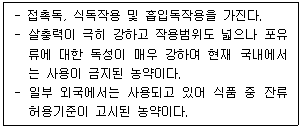 - 접촉독, 식독작용 및 흡입독작용을 가진다.
- 살충력이 극히 강하고 작용범위도 넓으나 포유
류에 대한 독성이 매우 강하여 현재 국내에서
는 사용이 금지된 농약이다.
- 일부 외국에서는 사용되고 있어 식품 중 잔류
허용기준이 고시된 농약이다.